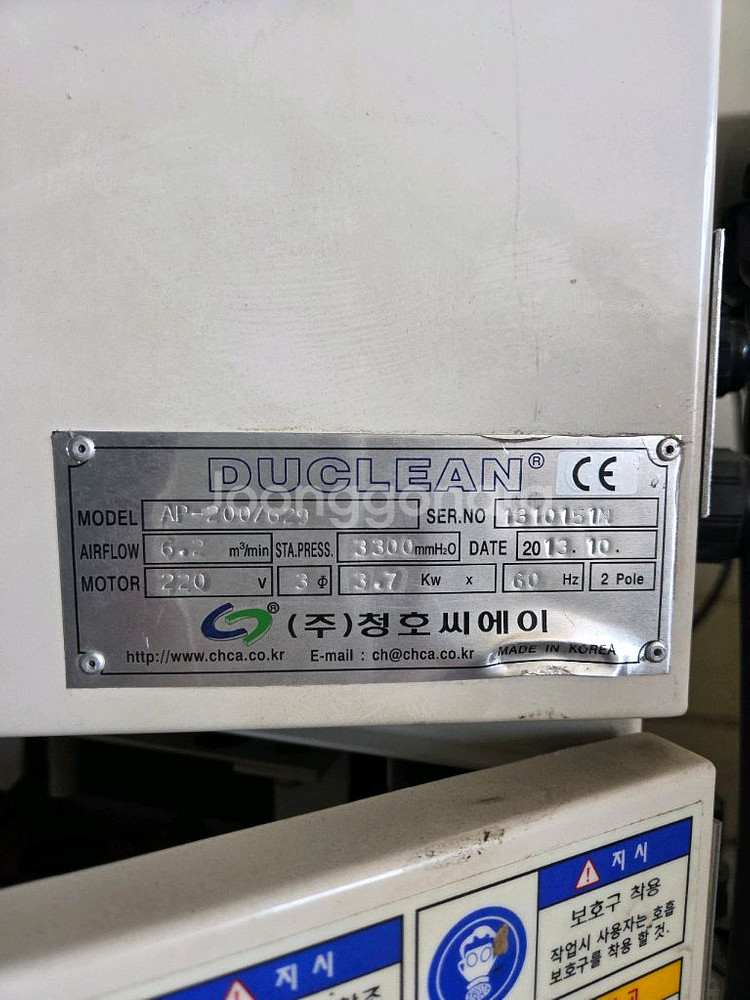 DUCLEAN® CE
MODEL AP-200/629 SER.NO 1310151N
AIRFLOW 6.2 m³/min STA.PRESS. 3300 mmH₂O DATE 2013.10.
MOTOR 220 V 3 Φ 3.7 Kw x 60 Hz 2 Pole
® (주)청호씨에이
http://www.chca.co.kr E-mail : ch@chca.co.kr MADE IN KOREA
지시
보호구 착용
작업시 사용자는 호흡
보호구를 착용 할 것.
지시